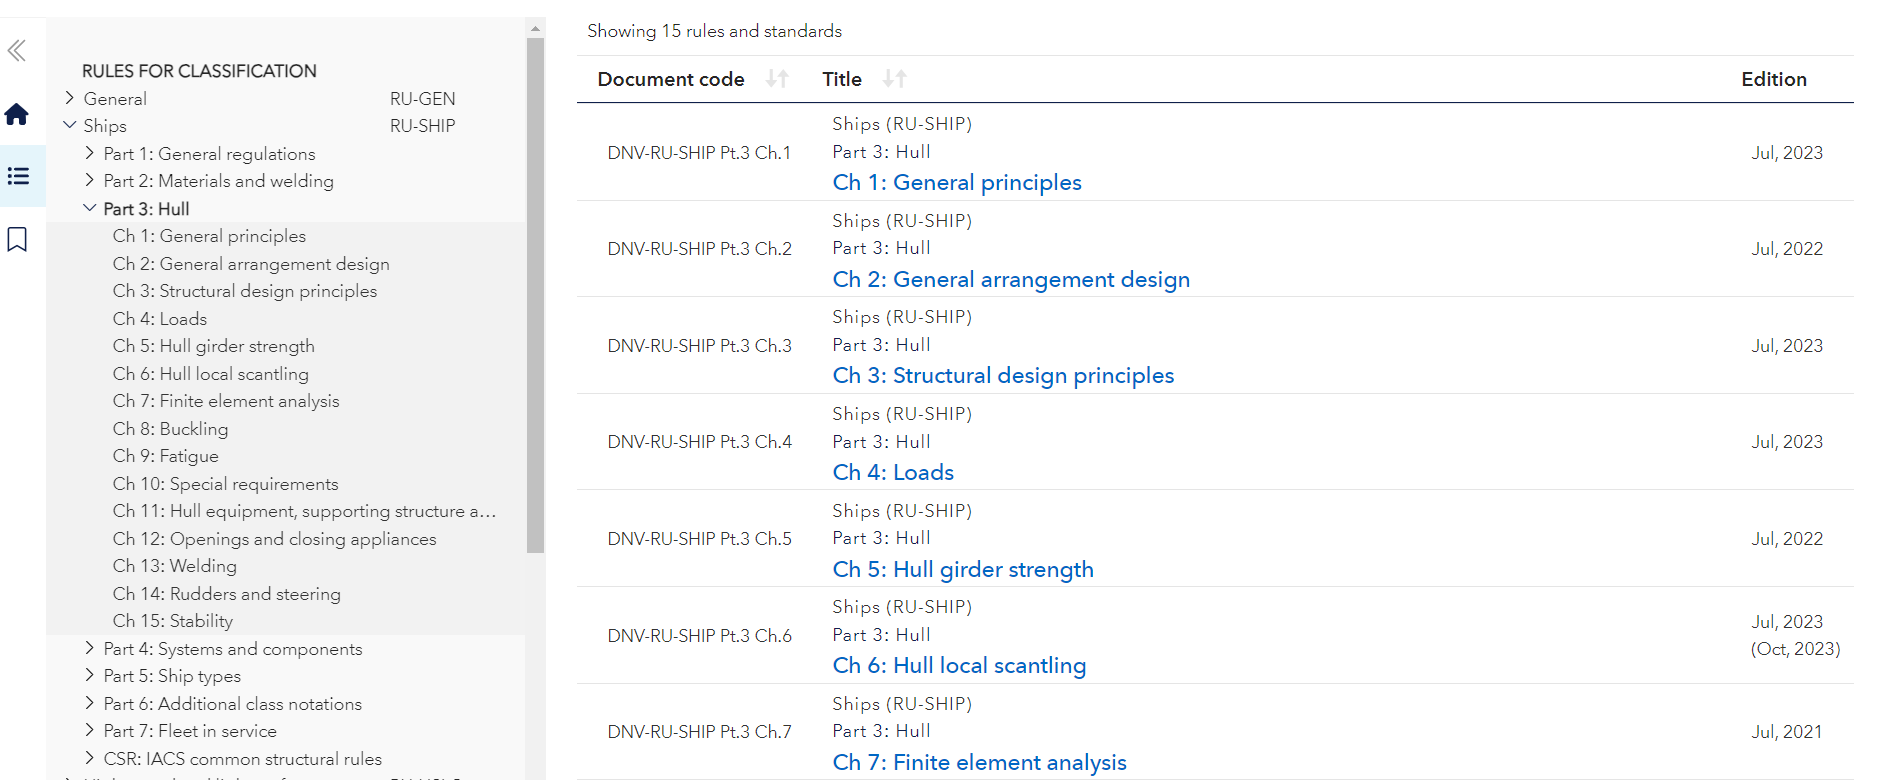 RULES FOR CLASSIFICATION
General RU-GEN
Ships RU-SHIP
Part 1: General regulations
Part 2: Materials and welding
Part 3: Hull
Ch 1: General principles
Ch 2: General arrangement design
Ch 3: Structural design principles
Ch 4: Loads
Ch 5: Hull girder strength
Ch 6: Hull local scantling
Ch 7: Finite element analysis
Ch 8: Buckling
Ch 9: Fatigue
Ch 10: Special requirements
Ch 11: Hull equipment, supporting structure a...
Ch 12: Openings and closing appliances
Ch 13: Welding
Ch 14: Rudders and steering
Ch 15: Stability
Part 4: Systems and components
Part 5: Ship types
Part 6: Additional class notations
Part 7: Fleet in service
CSR: IACS common structural rules
Showing 15 rules and standards
Document code Title Edition
Ships (RU-SHIP)
Part 3: Hull
DNV-RU-SHIP Pt.3 Ch.1 Jul, 2023
Ch 1: General principles
Ships (RU-SHIP)
Part 3: Hull
DNV-RU-SHIP Pt.3 Ch.2 Jul, 2022
Ch 2: General arrangement design
Ships (RU-SHIP)
Part 3: Hull
DNV-RU-SHIP Pt.3 Ch.3 Jul, 2023
Ch 3: Structural design principles
Ships (RU-SHIP)
Part 3: Hull
DNV-RU-SHIP Pt.3 Ch.4 Jul, 2023
Ch 4: Loads
Ships (RU-SHIP)
Part 3: Hull
DNV-RU-SHIP Pt.3 Ch.5 Jul, 2022
Ch 5: Hull girder strength
Ships (RU-SHIP)
Jul, 2023
Part 3: Hull
DNV-RU-SHIP Pt.3 Ch.6
(Oct, 2023)
Ch 6: Hull local scantling
Ships (RU-SHIP)
Part 3: Hull
DNV-RU-SHIP Pt.3 Ch.7 Jul, 2021
Ch 7: Finite element analysis